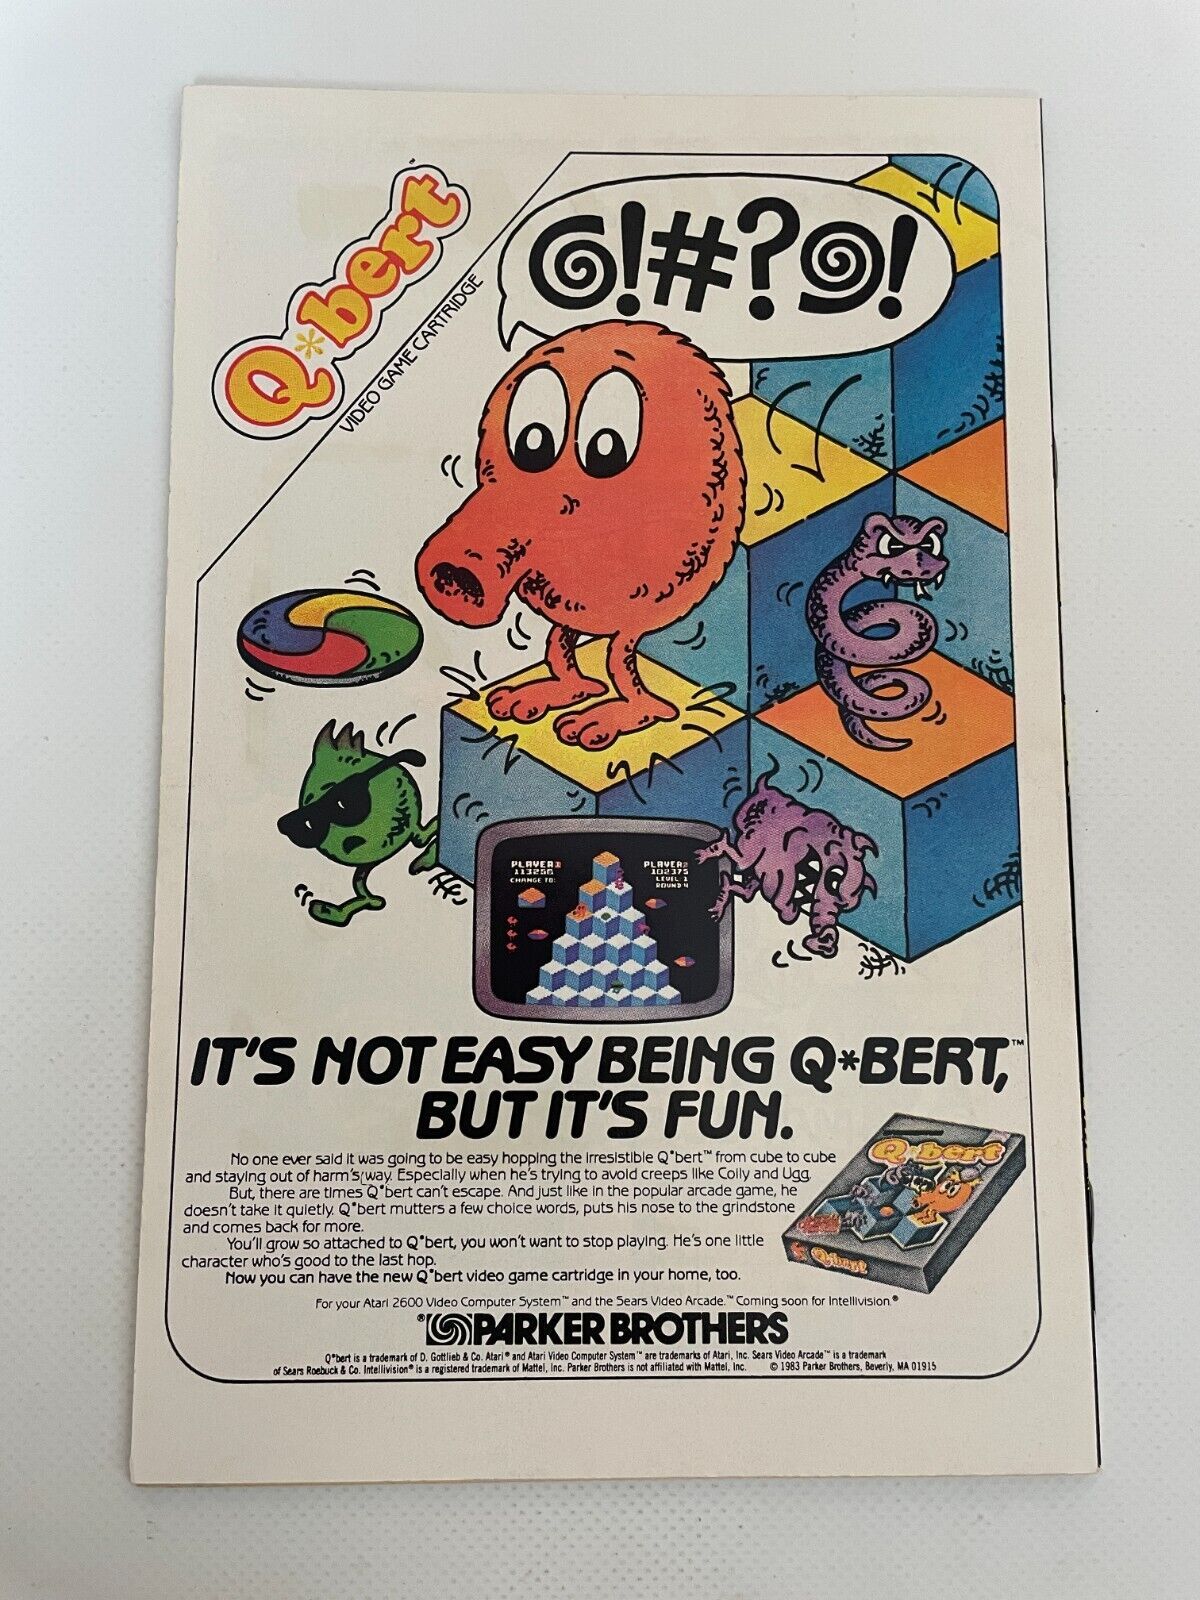 Q*bert™
VIDEO GAME CARTRIDGE
@!#?@!
PLAYER1
113256
CHANGE TO:
PLAYER2
102375
LEVEL:1
ROUND:4
IT'S NOT EASY BEING Q*BERT,™
BUT IT'S FUN.
Q*bert
Q*bert
No one ever said it was going to be easy hopping the irresistible Q*bert™ from cube to cube
and staying out of harm's way. Especially when he's trying to avoid creeps like Coily and Ugg.
But, there are times Q*bert can't escape. And just like in the popular arcade game, he
doesn't take it quietly. Q*bert mutters a few choice words, puts his nose to the grindstone
and comes back for more.
You'll grow so attached to Q*bert, you won't want to stop playing. He's one little
character who's good to the last hop.
Now you can have the new Q*bert video game cartridge in your home, too.
For your Atari 2600 Video Computer System™ and the Sears Video Arcade.™ Coming soon for Intellivision.®
® PARKER BROTHERS
Q*bert is a trademark of D. Gottlieb & Co. Atari® and Atari Video Computer System™ are trademarks of Atari, Inc. Sears Video Arcade™ is a trademark
of Sears Roebuck & Co. Intellivision® is a registered trademark of Mattel, Inc. Parker Brothers is not affiliated with Mattel, Inc. © 1983 Parker Brothers, Beverly, MA 01915